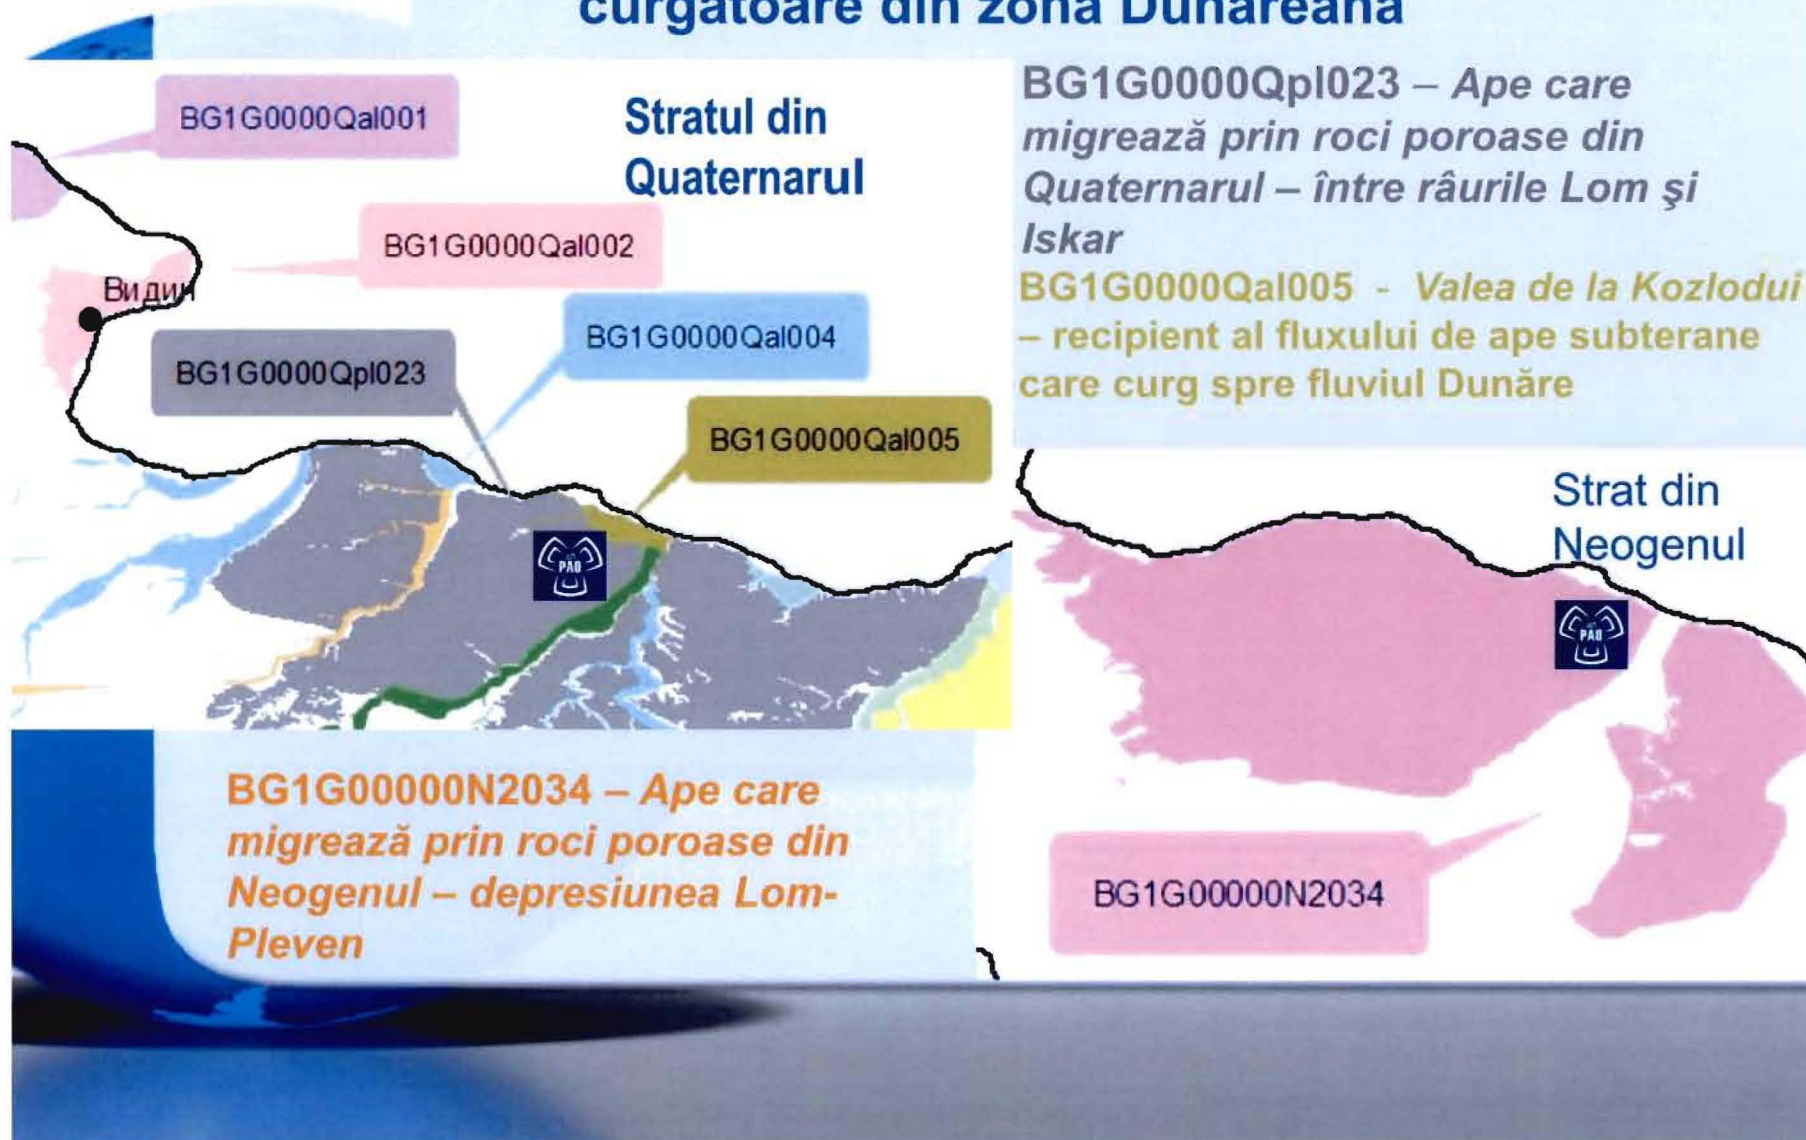 curgătoare din zona Dunăreană
BG1G0000Qal001
Stratul din
Quaternarul
BG1G0000Qal002
Видин
BG1G0000Qal004
BG1G0000Qpl023
BG1G0000Qal005
PAO
BG1G0000Qpl023 – Ape care
migrează prin roci poroase din
Quaternarul – între râurile Lom şi
Iskar
BG1G0000Qal005 - Valea de la Kozlodui
– recipient al fluxului de ape subterane
care curg spre fluviul Dunăre
Strat din
Neogenul
PAO
BG1G00000N2034
BG1G00000N2034 – Ape care
migrează prin roci poroase din
Neogenul – depresiunea Lom-
Pleven